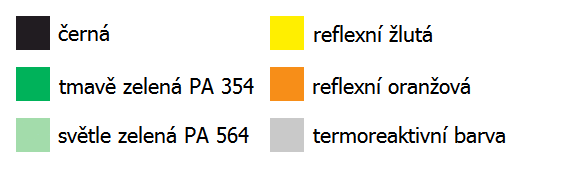 černá
tmavě zelená PA 354
světle zelená PA 564
reflexní žlutá
reflexní oranžová
termoreaktivní barva